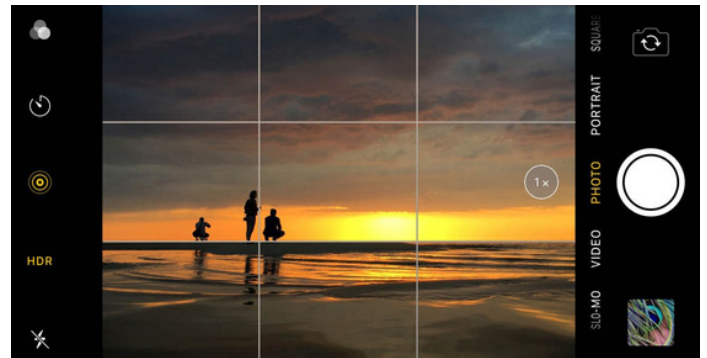 HDR
1×
SQUARE
PORTRAIT
PHOTO
VIDEO
SLO-MO